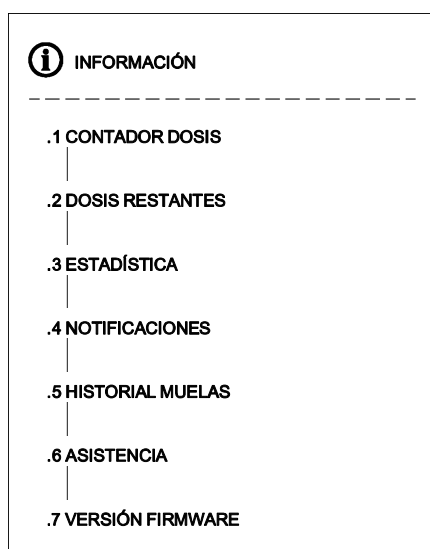 INFORMACIÓN
.1 CONTADOR DOSIS
.2 DOSIS RESTANTES
.3 ESTADÍSTICA
.4 NOTIFICACIONES
.5 HISTORIAL MUELAS
.6 ASISTENCIA
.7 VERSIÓN FIRMWARE